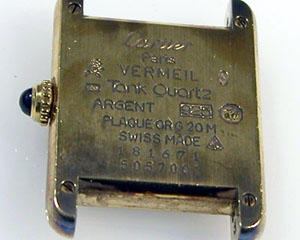 Cartier
Paris
VERMEIL
Tank Quartz
ARGENT 925
PLAQUE OR G 20 M
SWISS MADE
181671